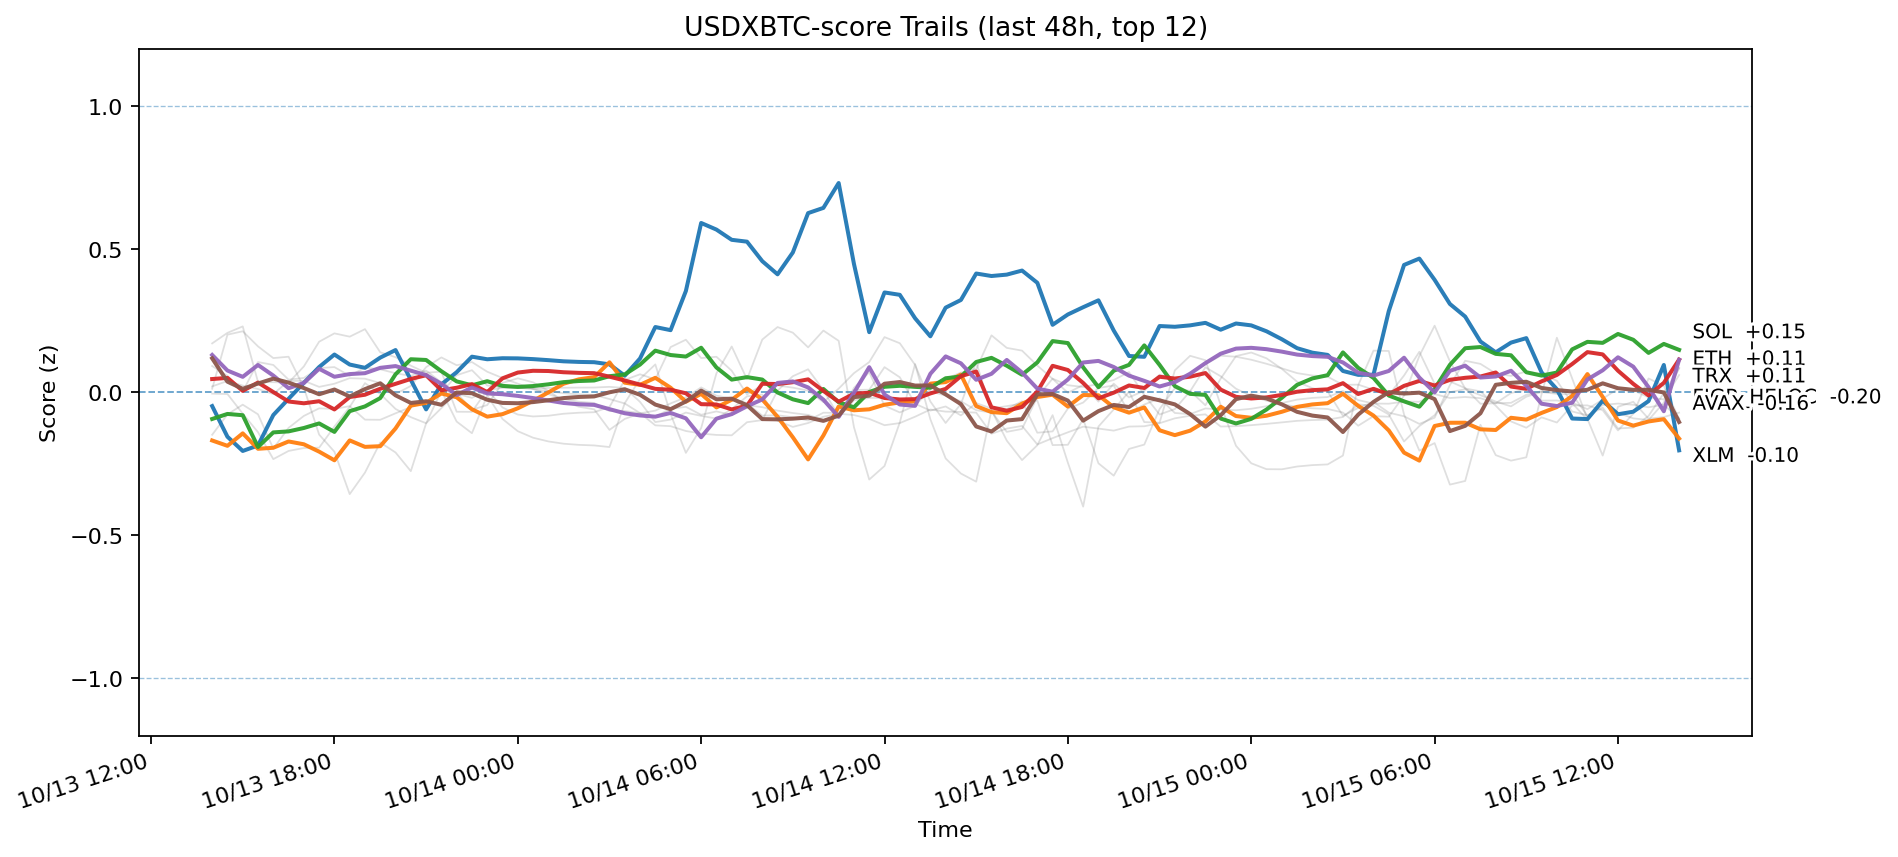 USDXBTC-score Trails (last 48h, top 12)
Score (z)
1.0
0.5
0.0
−0.5
−1.0
SOL +0.15
ETH +0.11
TRX +0.11
-0.20
AVAX -0.16
XLM -0.10
10/13 12:00
10/13 18:00
10/14 00:00
10/14 06:00
10/14 12:00
10/14 18:00
10/15 00:00
10/15 06:00
10/15 12:00
Time